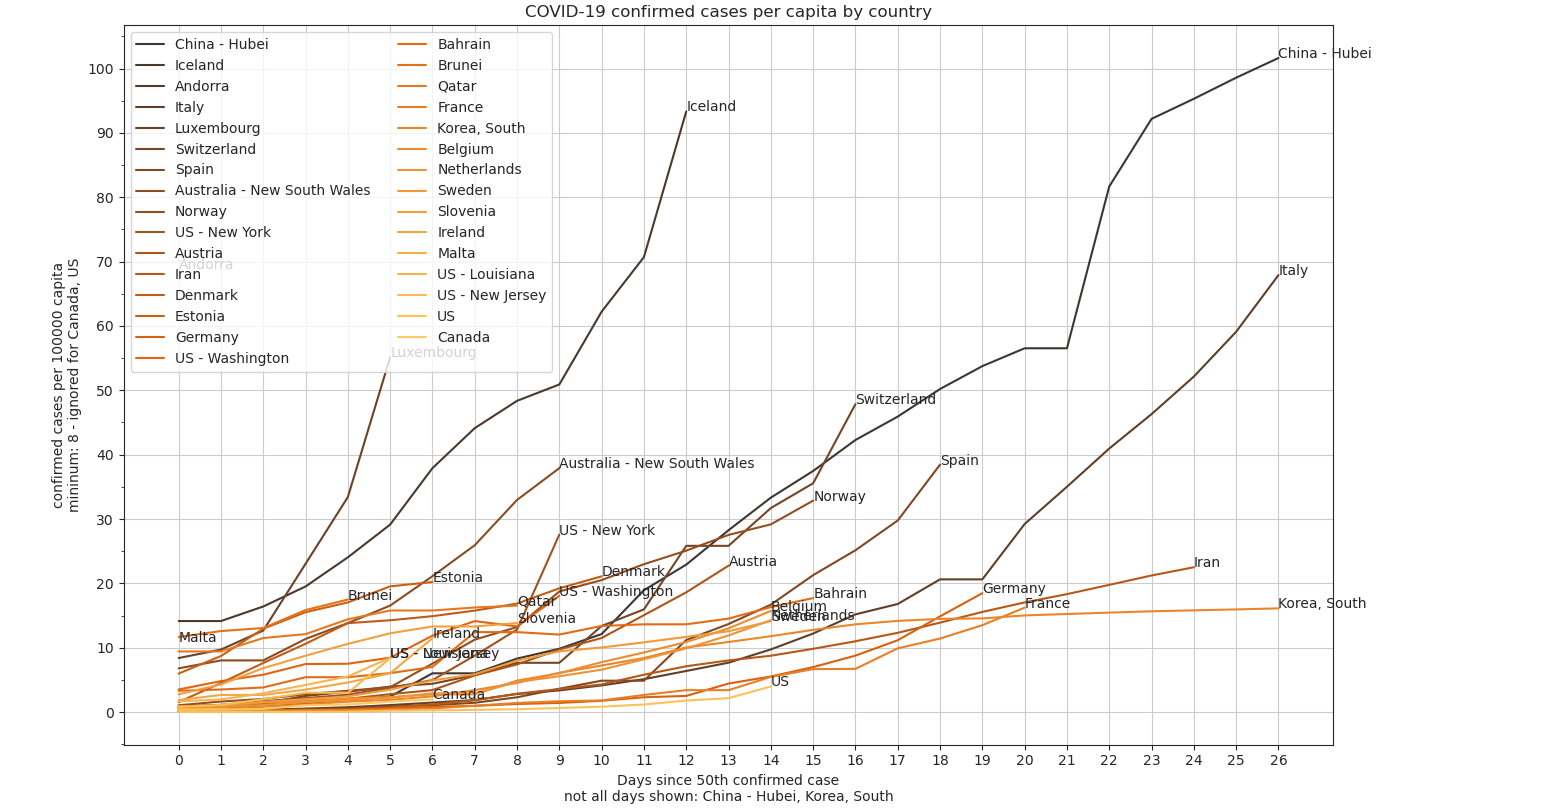 COVID-19 confirmed cases per capita by country
China - Hubei
Iceland
Andorra
Italy
Luxembourg
Switzerland
Spain
Australia - New South Wales
Norway
US - New York
Austria
Iran
Denmark
Estonia
Germany
US - Washington
Bahrain
Brunei
Qatar
France
Korea, South
Belgium
Netherlands
Sweden
Slovenia
Ireland
Malta
US - Louisiana
US - New Jersey
US
Canada
confirmed cases per 100000 capita
mininum: 8 - ignored for Canada, US
100
90
80
70
60
50
40
30
20
10
0
China - Hubei
Iceland
Andorra
Italy
Luxembourg
Switzerland
Australia - New South Wales
Spain
Norway
US - New York
Austria
Iran
Denmark
Estonia
Germany
US - Washington
Bahrain
Brunei
Qatar
France
Korea, South
Belgium
Netherlands
Sweden
Slovenia
Ireland
Malta
US - Louisiana
US - New Jersey
US
Canada
0 1 2 3 4 5 6 7 8 9 10 11 12 13 14 15 16 17 18 19 20 21 22 23 24 25 26
Days since 50th confirmed case
not all days shown: China - Hubei, Korea, South